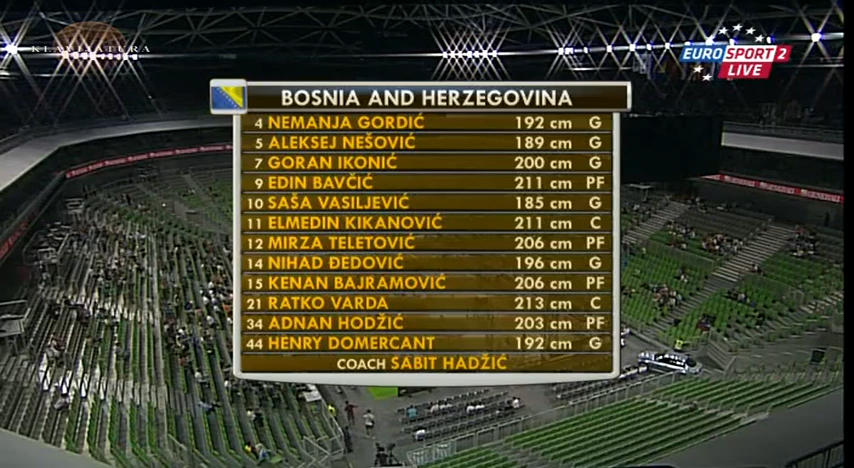 KLAVIJATURA
EUROSPORT 2
LIVE
BOSNIA AND HERZEGOVINA
4 NEMANJA GORDIĆ 192 cm G
5 ALEKSEJ NEŠOVIĆ 189 cm G
7 GORAN IKONIĆ 200 cm G
9 EDIN BAVČIĆ 211 cm PF
10 SAŠA VASILJEVIĆ 185 cm G
11 ELMEDIN KIKANOVIĆ 211 cm C
12 MIRZA TELETOVIĆ 206 cm PF
14 NIHAD ĐEDOVIĆ 196 cm G
15 KENAN BAJRAMOVIĆ 206 cm PF
21 RATKO VARDA 213 cm C
34 ADNAN HODŽIĆ 203 cm PF
44 HENRY DOMERCANT 192 cm G
COACH SABIT HADŽIĆ